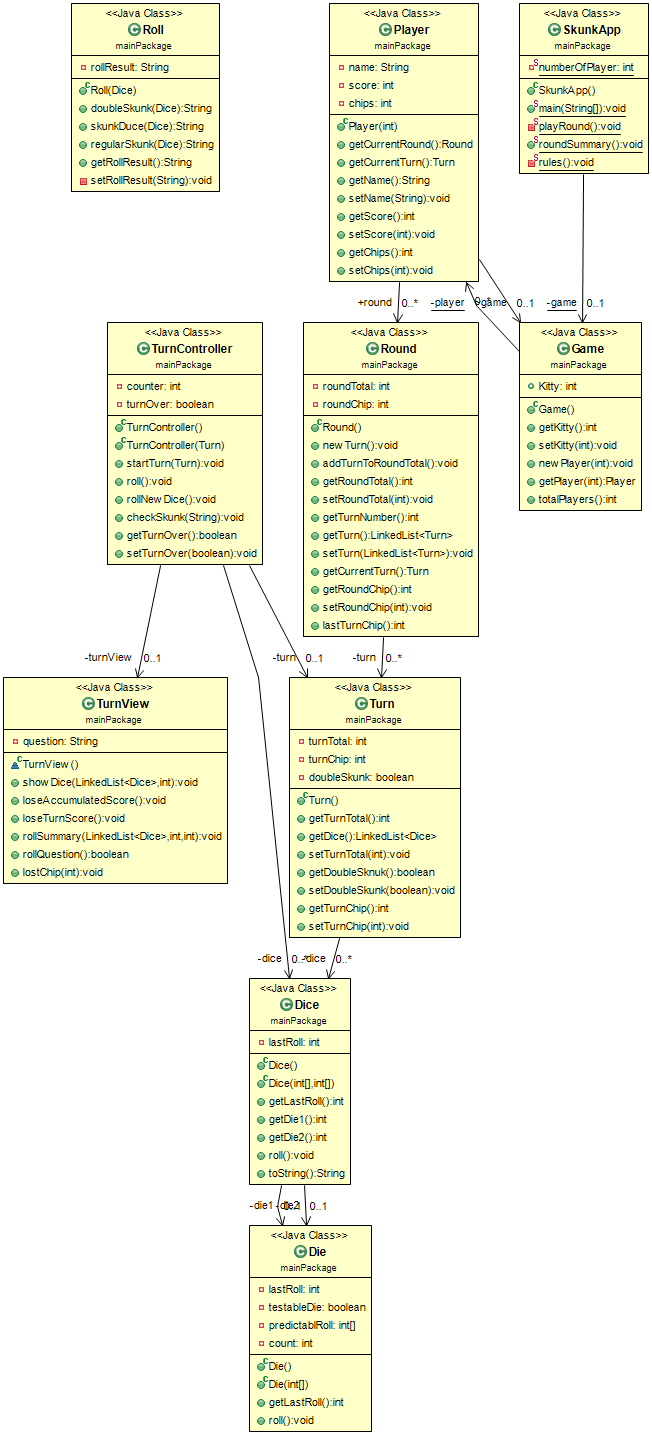 <<Java Class>>
Roll
mainPackage
rollResult: String
Roll(Dice)
doubleSkunk(Dice):String
skunkDuce(Dice):String
regularSkunk(Dice):String
getRollResult():String
setRollResult(String):void
<<Java Class>>
Player
mainPackage
name: String
score: int
chips: int
Player(int)
getCurrentRound():Round
getCurrentTurn():Turn
getName():String
setName(String):void
getScore():int
setScore(int):void
getChips():int
setChips(int):void
<<Java Class>>
SkunkApp
mainPackage
numberOfPlayer: int
SkunkApp()
main(String[]):void
playRound():void
roundSummary():void
rules():void
+round
0..*
-player
0..*
-game
0..1
-game
0..1
<<Java Class>>
TurnController
mainPackage
counter: int
turnOver: boolean
TurnController()
TurnController(Turn)
startTurn(Turn):void
roll():void
rollNew Dice():void
checkSkunk(String):void
getTurnOver():boolean
setTurnOver(boolean):void
<<Java Class>>
Round
mainPackage
roundTotal: int
roundChip: int
Round()
new Turn():void
addTurnToRoundTotal():void
getRoundTotal():int
setRoundTotal(int):void
getTurnNumber():int
getTurn():LinkedList<Turn>
setTurn(LinkedList<Turn>):void
getCurrentTurn():Turn
getRoundChip():int
setRoundChip(int):void
lastTurnChip():int
<<Java Class>>
Game
mainPackage
Kitty: int
Game()
getKitty():int
setKitty(int):void
new Player(int):void
getPlayer(int):Player
totalPlayers():int
-turnView
0..1
-turn
0..1
-turn
0..*
<<Java Class>>
TurnView
mainPackage
question: String
TurnView ()
show Dice(LinkedList<Dice>,int):void
loseAccumulatedScore():void
loseTurnScore():void
rollSummary(LinkedList<Dice>,int,int):void
rollQuestion():boolean
lostChip(int):void
<<Java Class>>
Turn
mainPackage
turnTotal: int
turnChip: int
doubleSkunk: boolean
Turn()
getTurnTotal():int
getDice():LinkedList<Dice>
setTurnTotal(int):void
getDoubleSknuk():boolean
setDoubleSkunk(boolean):void
getTurnChip():int
setTurnChip(int):void
-dice
0..*
-dice
0..*
<<Java Class>>
Dice
mainPackage
lastRoll: int
Dice()
Dice(int[],int[])
getLastRoll():int
getDie1():int
getDie2():int
roll():void
toString():String
-die1
0..1
-die2
0..1
<<Java Class>>
Die
mainPackage
lastRoll: int
testableDie: boolean
predictablRoll: int[]
count: int
Die()
Die(int[])
getLastRoll():int
roll():void